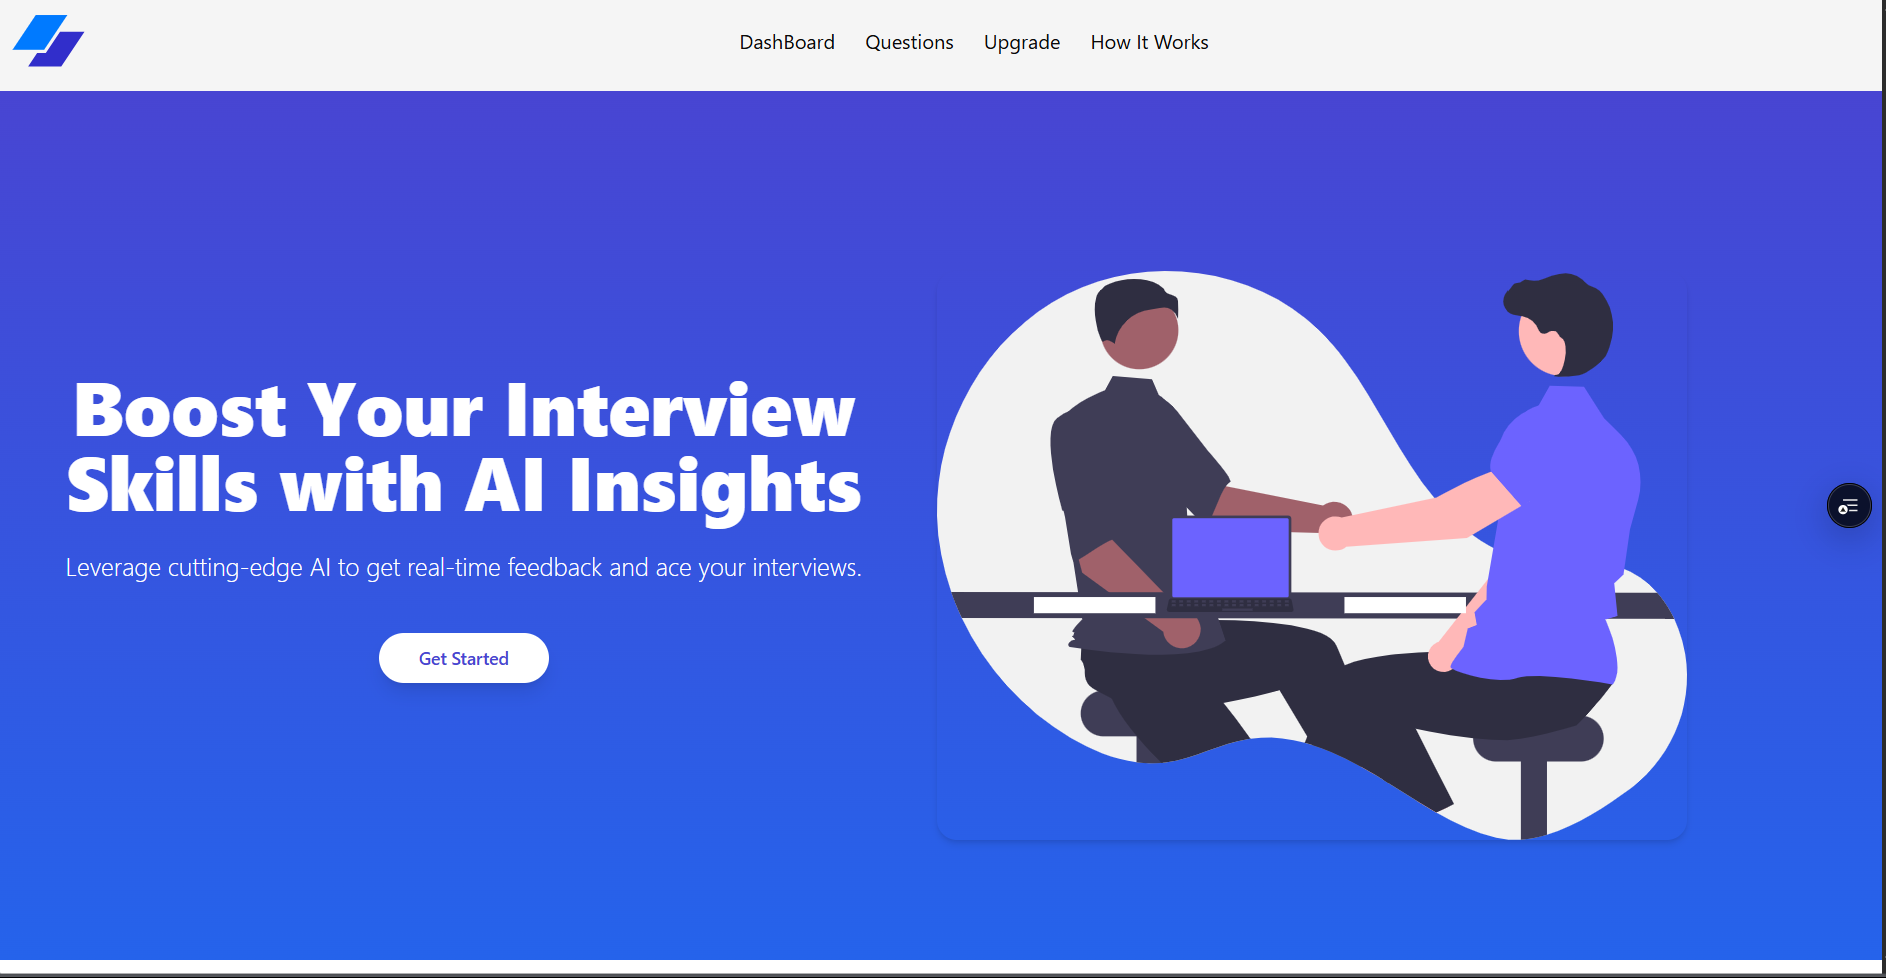 DashBoard Questions Upgrade How It Works
Boost Your Interview
Skills with AI Insights
Leverage cutting-edge AI to get real-time feedback and ace your interviews.
Get Started